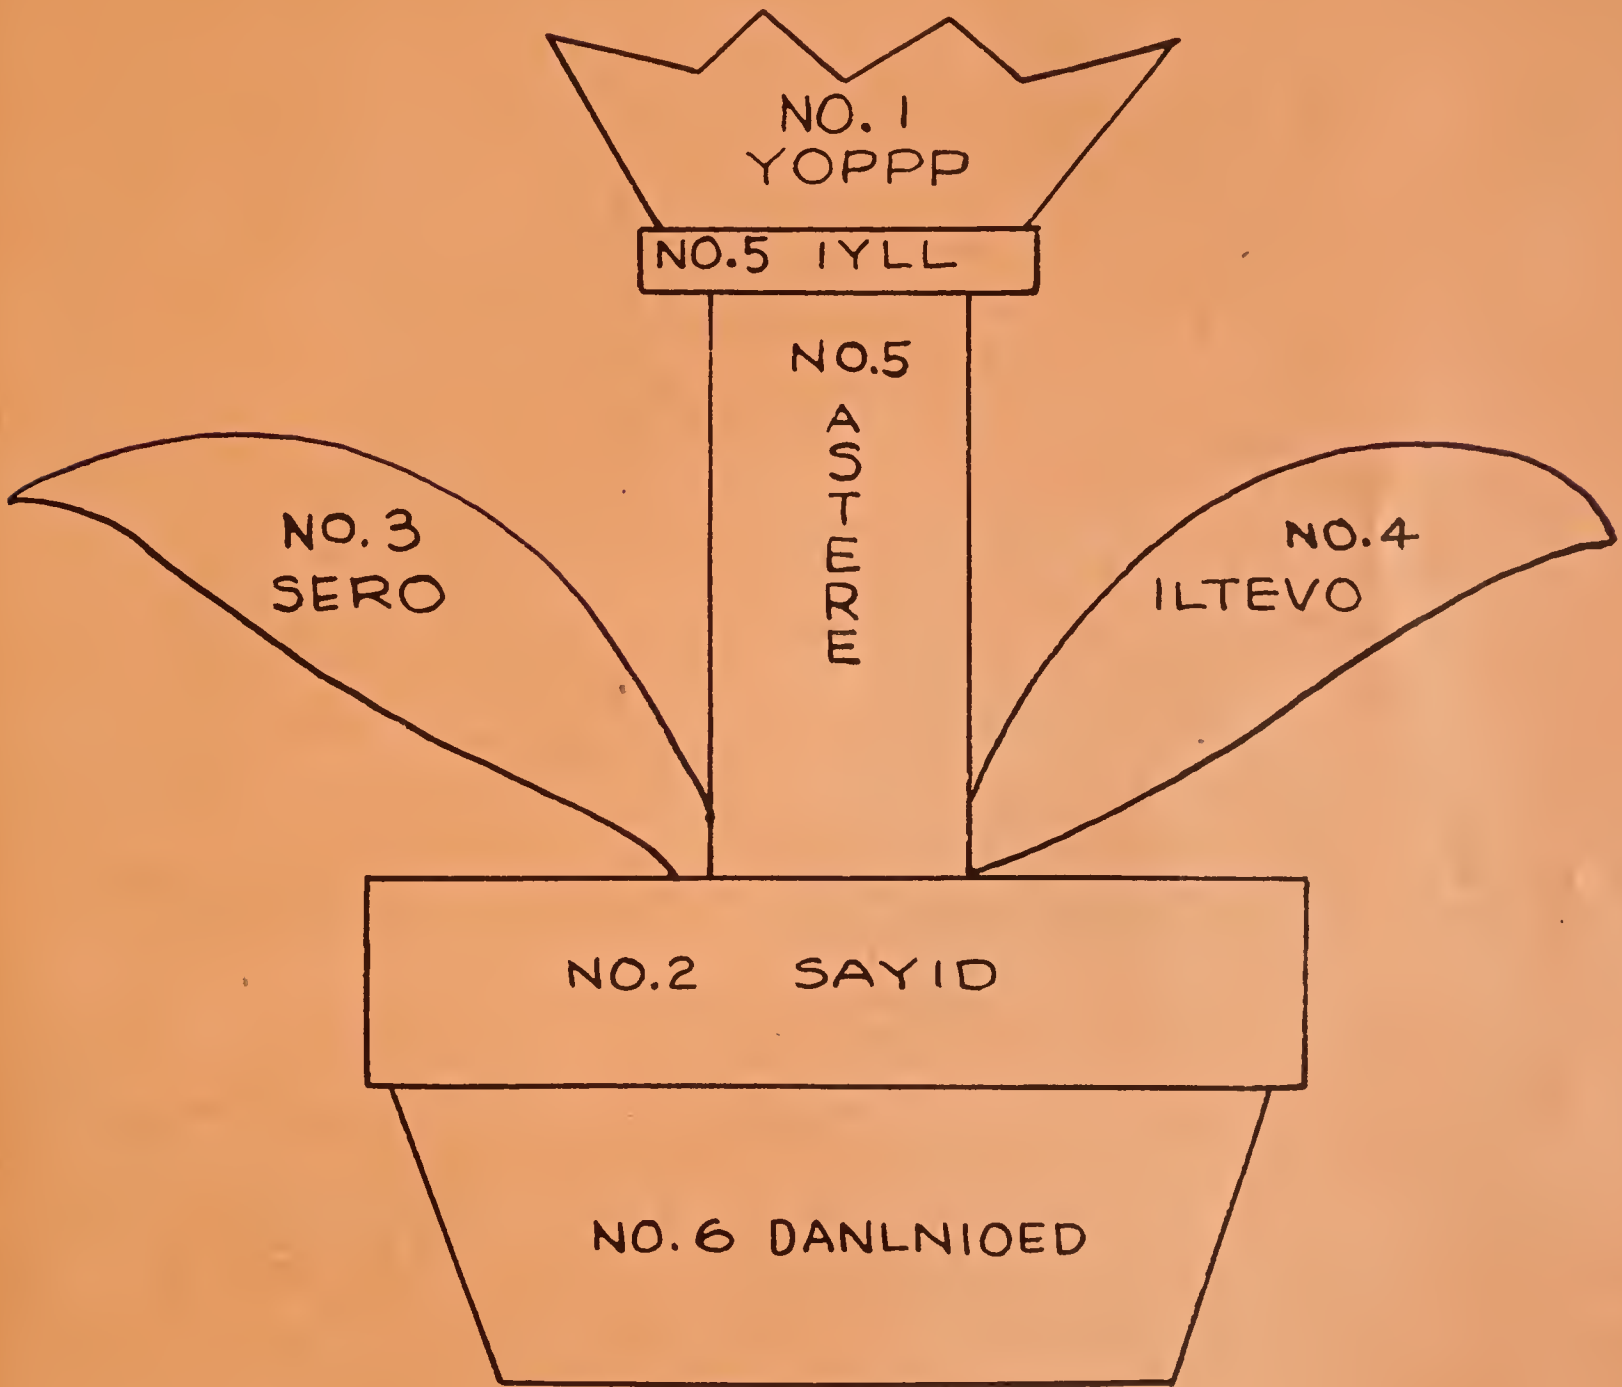 NO. 1
YOPPP
NO.5 IYLL
NO.5
ASTERE
NO. 3
SERO
NO.4
ILTEVO
NO.2 SAYID
NO. 6 DANLNIOED